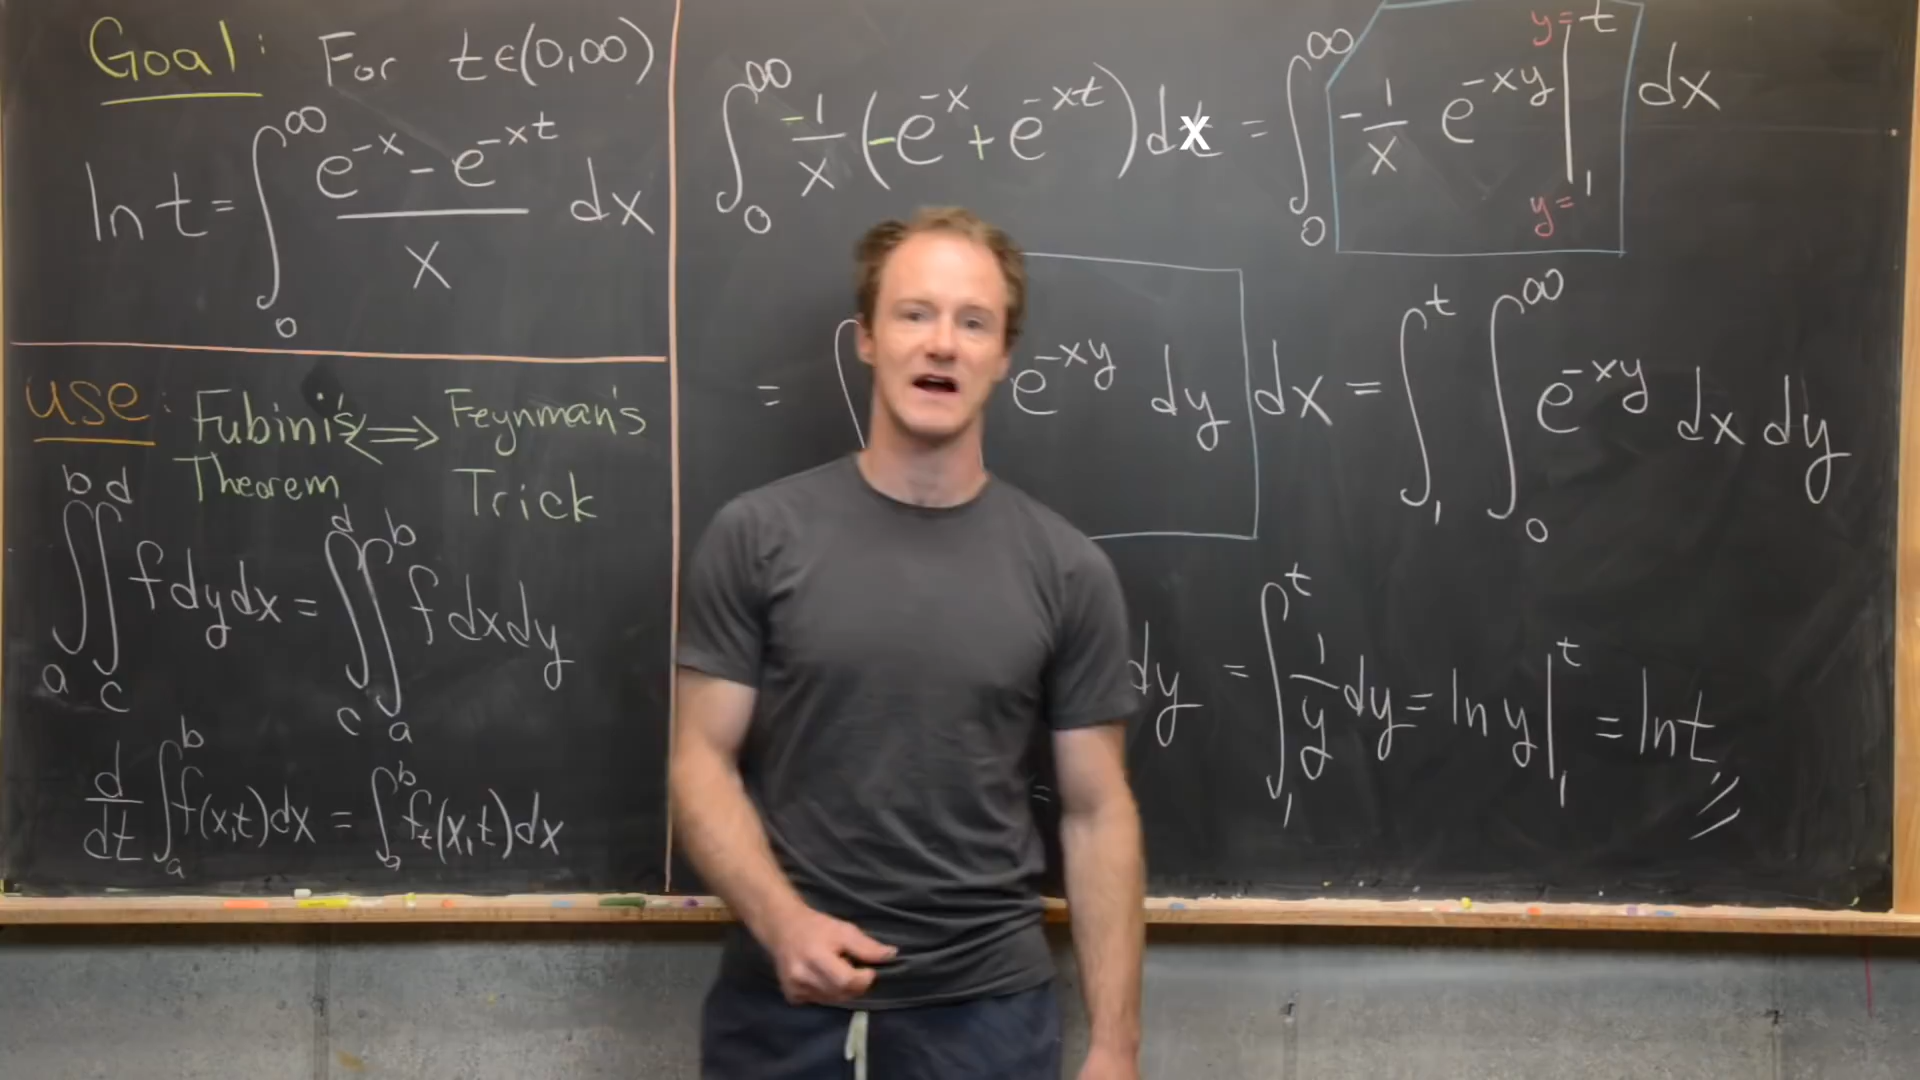 Goal: For t∈(0,∞)
ln t = ∫₀^∞ (e^{-x} - e^{-xt})/x dx
use: Fubini's Theorem ⟺ Feynman's Trick
∫_a^b ∫_c^d f dy dx = ∫_c^d ∫_a^b f dx dy
d/dt ∫_a^b f(x,t) dx = ∫_a^b f_t(x,t) dx
∫₀^∞ -1/x (-e^{-x} + e^{-xt}) dx = ∫₀^∞ -1/x e^{-xy} |_{y=1}^{y=t} dx
= ∫ e^{-xy} dy dx = ∫₁^t ∫₀^∞ e^{-xy} dx dy
= dy = ∫₁^t 1/y dy = ln y |₁^t = ln t